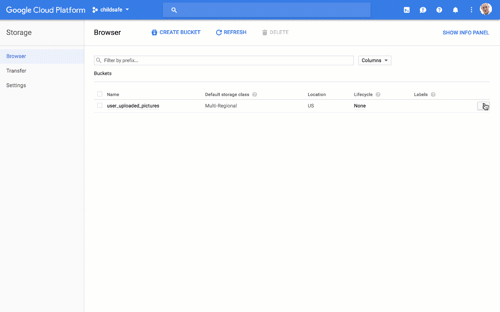 Google Cloud Platform childsafe
Storage Browser CREATE BUCKET REFRESH DELETE SHOW INFO PANEL
Browser
Transfer
Settings
Filter by prefix... Columns
Buckets
Name Default storage class Location Lifecycle Labels
user_uploaded_pictures Multi-Regional US None